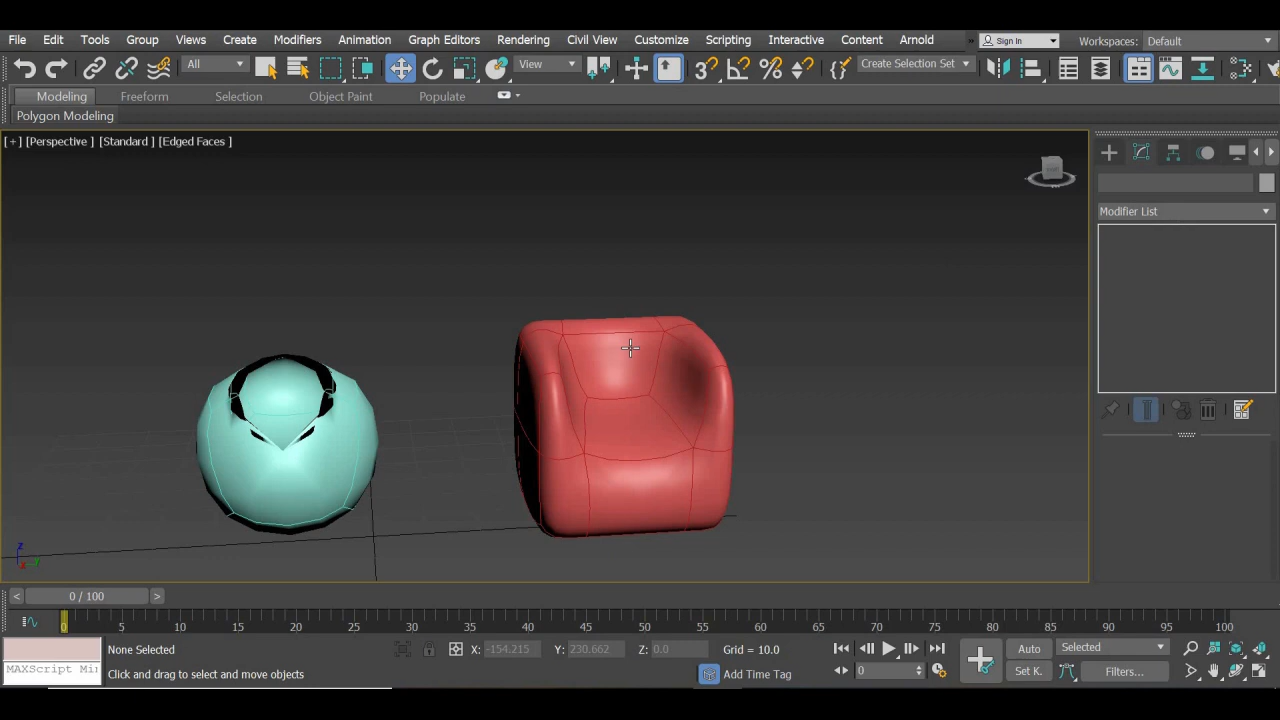 File Edit Tools Group Views Create Modifiers Animation Graph Editors Rendering Civil View Customize Scripting Interactive Content Arnold » Sign In Workspaces: Default
All View 3 % Create Selection Set
Modeling Freeform Selection Object Paint Populate
Polygon Modeling
[+] [Perspective ] [Standard ] [Edged Faces ]
Modifier List
z
x y
< 0 / 100 >
0 5 10 15 20 25 30 35 40 45 50 55 60 65 70 75 80 85 90 95 100
None Selected X: -154.215 Y: 230.662 Z: 0.0 Grid = 10.0 Auto Selected
MAXScript Min Click and drag to select and move objects Add Time Tag 0 Set K. Filters...